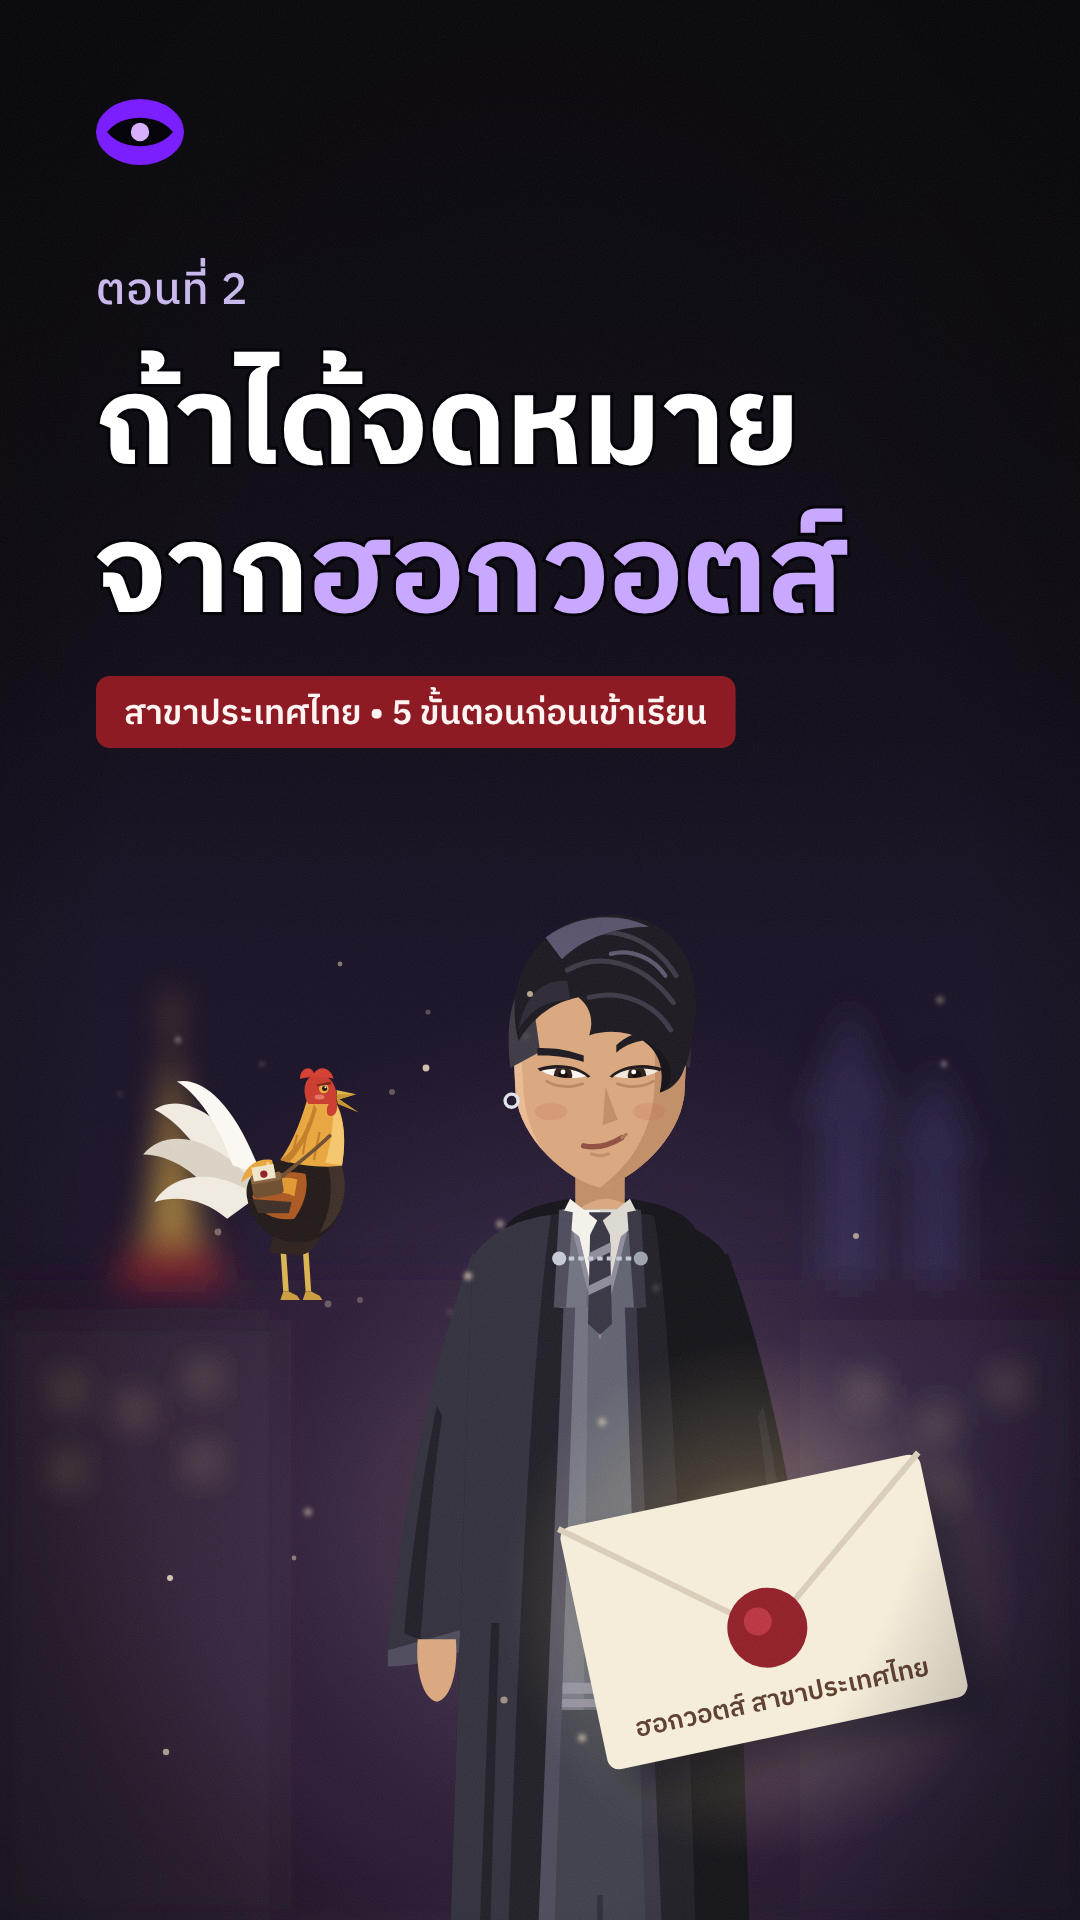 ตอนที่ 2
ถ้าได้จดหมาย
จากฮอกวอตส์
สาขาประเทศไทย • 5 ขั้นตอนก่อนเข้าเรียน
ฮอกวอตส์ สาขาประเทศไทย